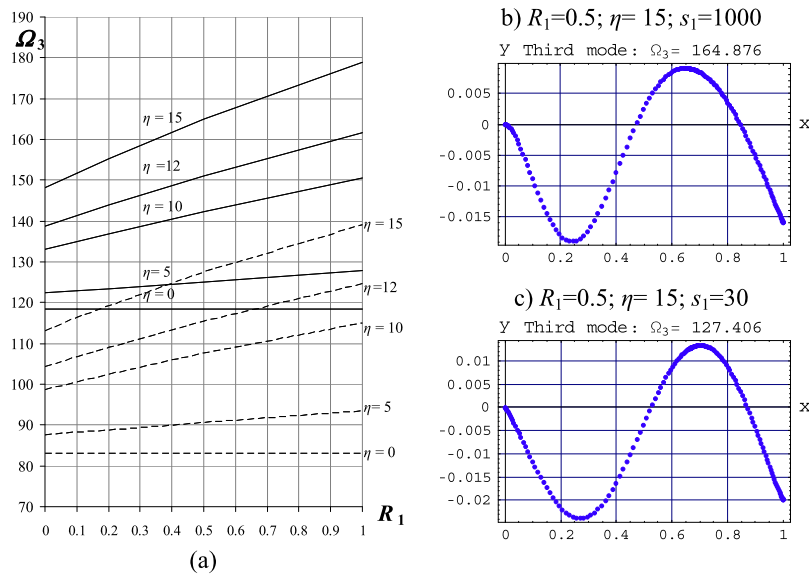 190
Ω₃
180
170
160
150
140
130
120
110
100
90
80
70
0 0.1 0.2 0.3 0.4 0.5 0.6 0.7 0.8 0.9 1
R₁
η = 15
η = 12
η = 10
η = 5
η = 0
η = 15
η = 12
η = 10
η = 5
η = 0
(a)
b) R₁=0.5; η= 15; s₁=1000
y Third mode: Ω₃= 164.876
0.005
0
-0.005
-0.01
-0.015
x
0 0.2 0.4 0.6 0.8 1
c) R₁=0.5; η= 15; s₁=30
y Third mode: Ω₃= 127.406
0.01
0.005
0
-0.005
-0.01
-0.015
-0.02
x
0 0.2 0.4 0.6 0.8 1